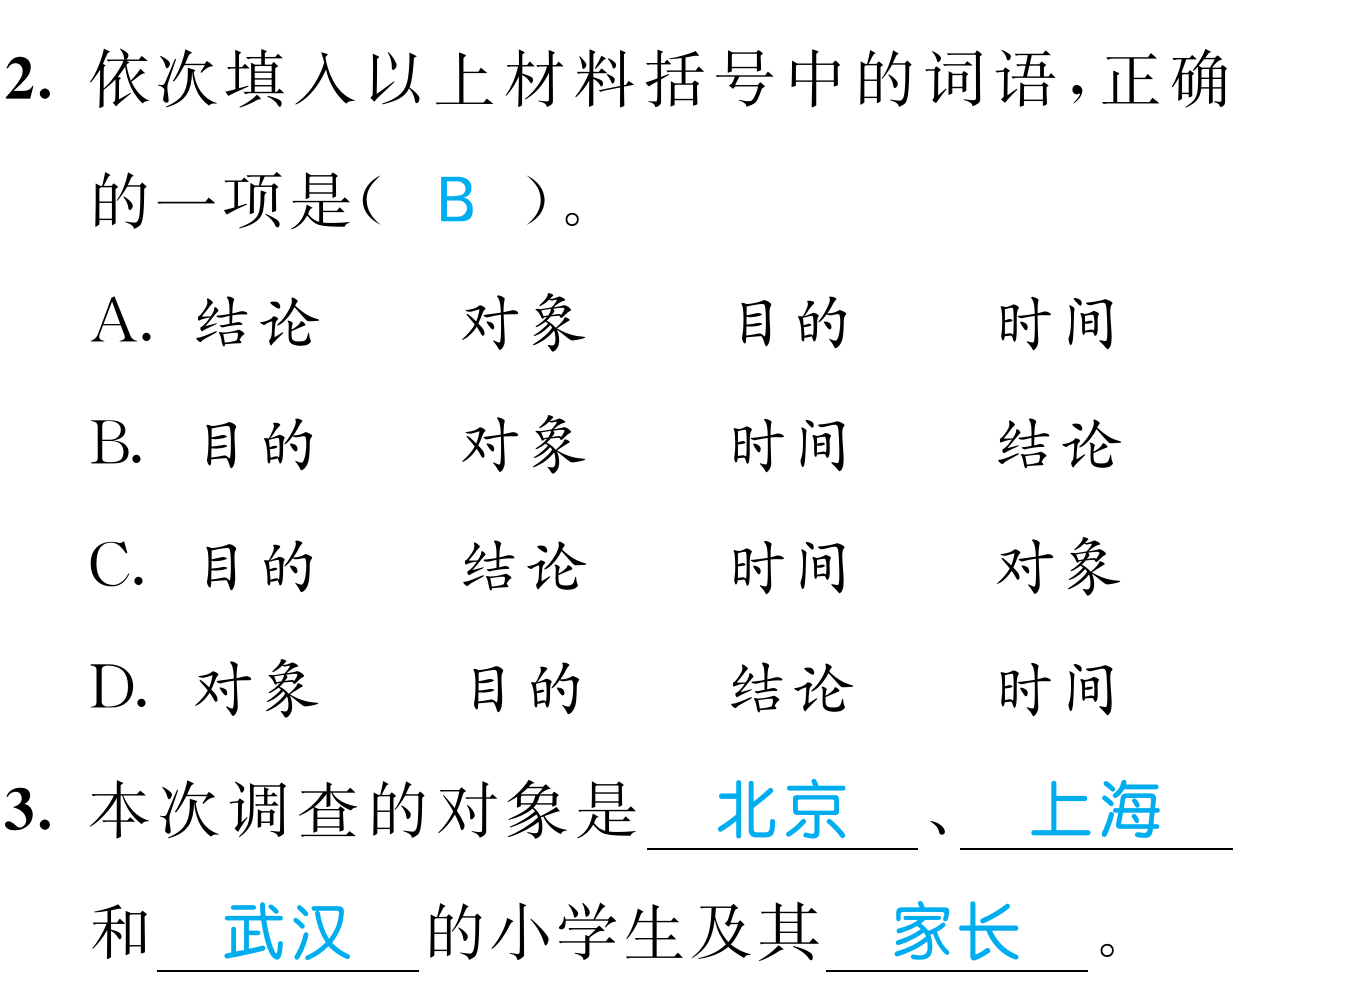 2. 依次填入以上材料括号中的词语,正确
的一项是( B )。
A. 结论 对象 目的 时间
B. 目的 对象 时间 结论
C. 目的 结论 时间 对象
D. 对象 目的 结论 时间
3. 本次调查的对象是 北京 、 上海
和 武汉 的小学生及其 家长 。